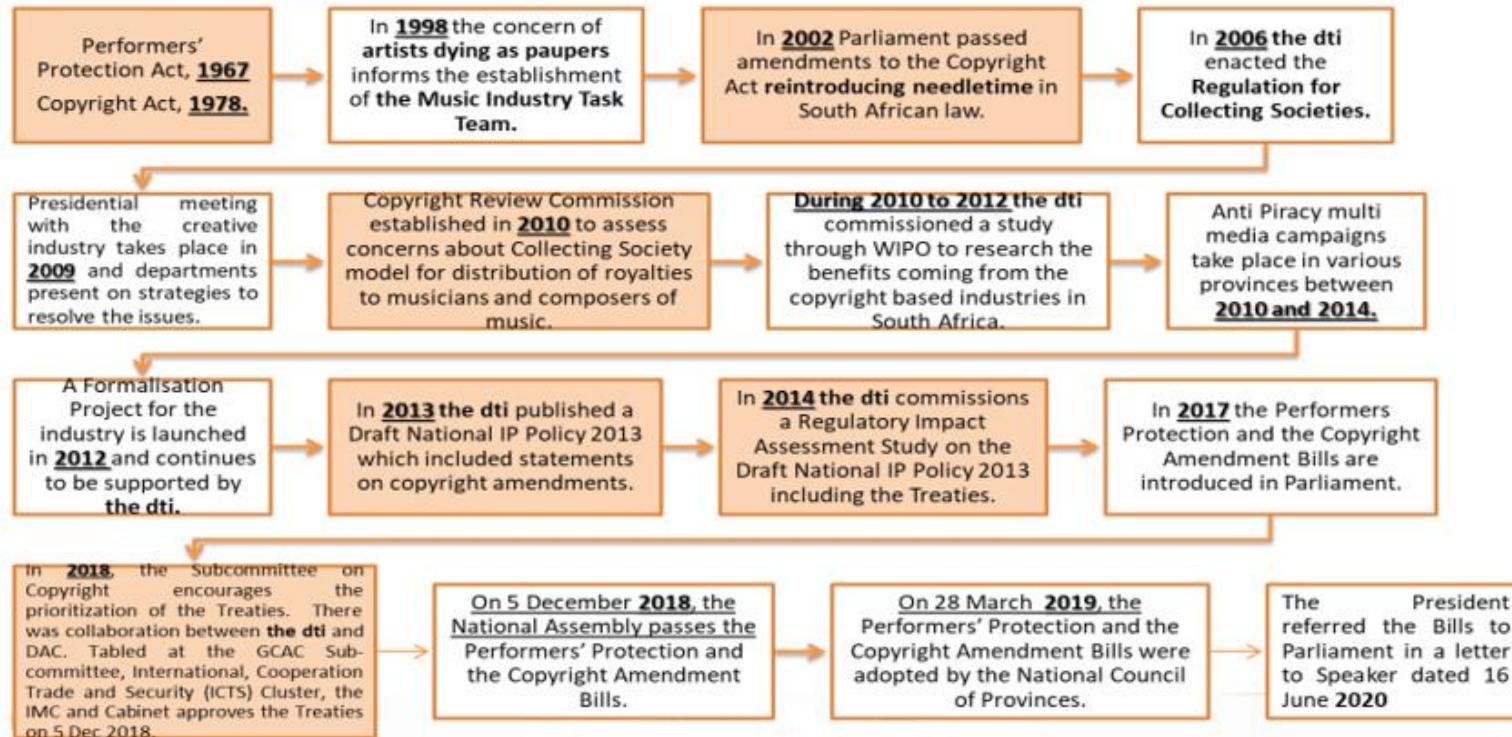 Performers’
Protection Act, 1967
Copyright Act, 1978.
In 1998 the concern of
artists dying as paupers
informs the establishment
of the Music Industry Task
Team.
In 2002 Parliament passed
amendments to the Copyright
Act reintroducing needletime in
South African law.
In 2006 the dti
enacted the
Regulation for
Collecting Societies.
Presidential meeting
with the creative
industry takes place in
2009 and departments
present on strategies to
resolve the issues.
Copyright Review Commission
established in 2010 to assess
concerns about Collecting Society
model for distribution of royalties
to musicians and composers of
music.
During 2010 to 2012 the dti
commissioned a study
through WIPO to research the
benefits coming from the
copyright based industries in
South Africa.
Anti Piracy multi
media campaigns
take place in various
provinces between
2010 and 2014.
A Formalisation
Project for the
industry is launched
in 2012 and continues
to be supported by
the dti.
In 2013 the dti published a
Draft National IP Policy 2013
which included statements
on copyright amendments.
In 2014 the dti commissions
a Regulatory Impact
Assessment Study on the
Draft National IP Policy 2013
including the Treaties.
In 2017 the Performers
Protection and the Copyright
Amendment Bills are
introduced in Parliament.
In 2018, the Subcommittee on
Copyright encourages the
prioritization of the Treaties. There
was collaboration between the dti and
DAC. Tabled at the GCAC Sub-
committee, International, Cooperation
Trade and Security (ICTS) Cluster, the
IMC and Cabinet approves the Treaties
on 5 Dec 2018.
On 5 December 2018, the
National Assembly passes the
Performers’ Protection and
the Copyright Amendment
Bills.
On 28 March 2019, the
Performers’ Protection and the
Copyright Amendment Bills were
adopted by the National Council
of Provinces.
The President
referred the Bills to
Parliament in a letter
to Speaker dated 16
June 2020